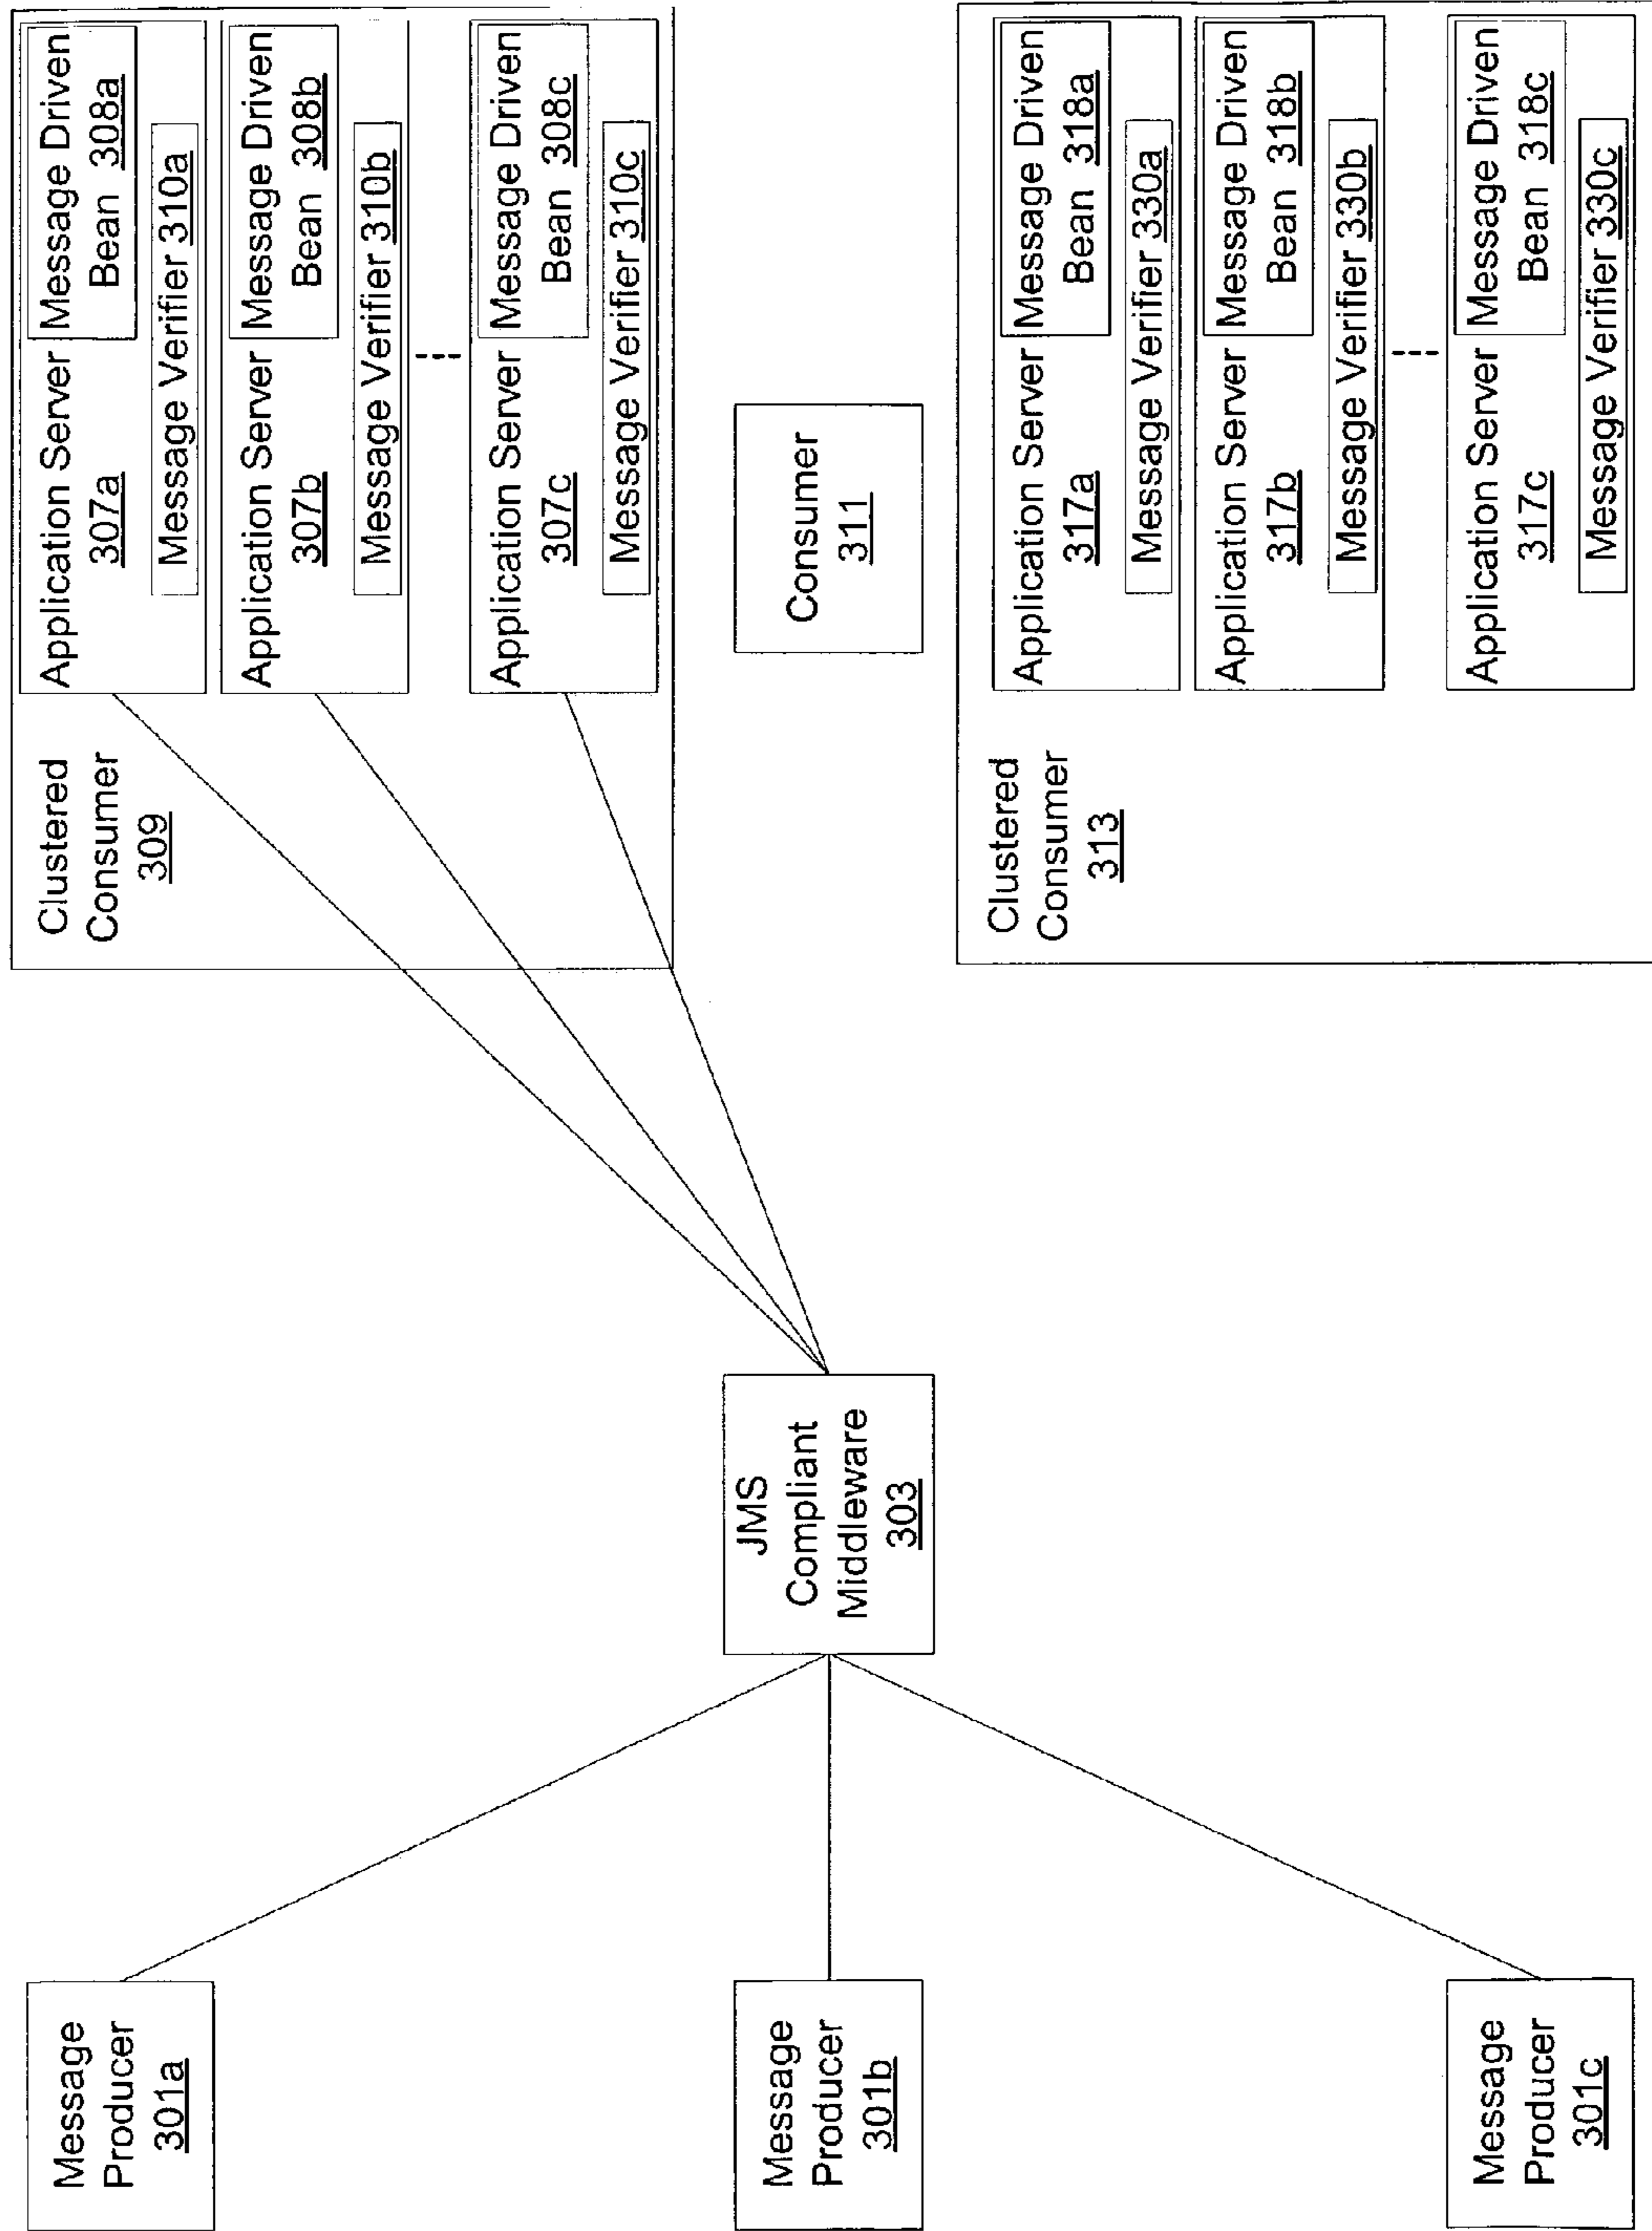 Message
Producer
301a
Message
Producer
301b
Message
Producer
301c
JMS
Compliant
Middleware
303
Clustered
Consumer
309
Application Server
307a
Message Driven
Bean 308a
Message Verifier 310a
Application Server
307b
Message Driven
Bean 308b
Message Verifier 310b
Application Server
307c
Message Driven
Bean 308c
Message Verifier 310c
Consumer
311
Clustered
Consumer
313
Application Server
317a
Message Driven
Bean 318a
Message Verifier 330a
Application Server
317b
Message Driven
Bean 318b
Message Verifier 330b
Application Server
317c
Message Driven
Bean 318c
Message Verifier 330c